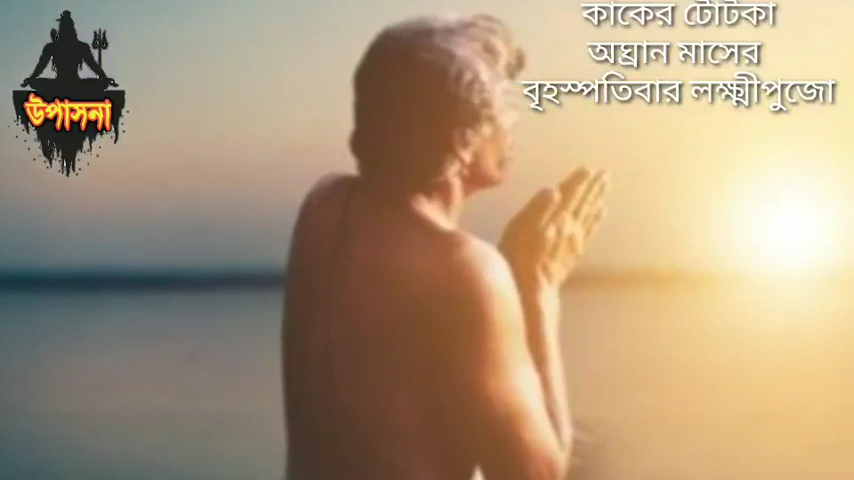 কাকের টোটকা
অঘ্রান মাসের
বৃহস্পতিবার লক্ষ্মীপুজো
উপাসনা